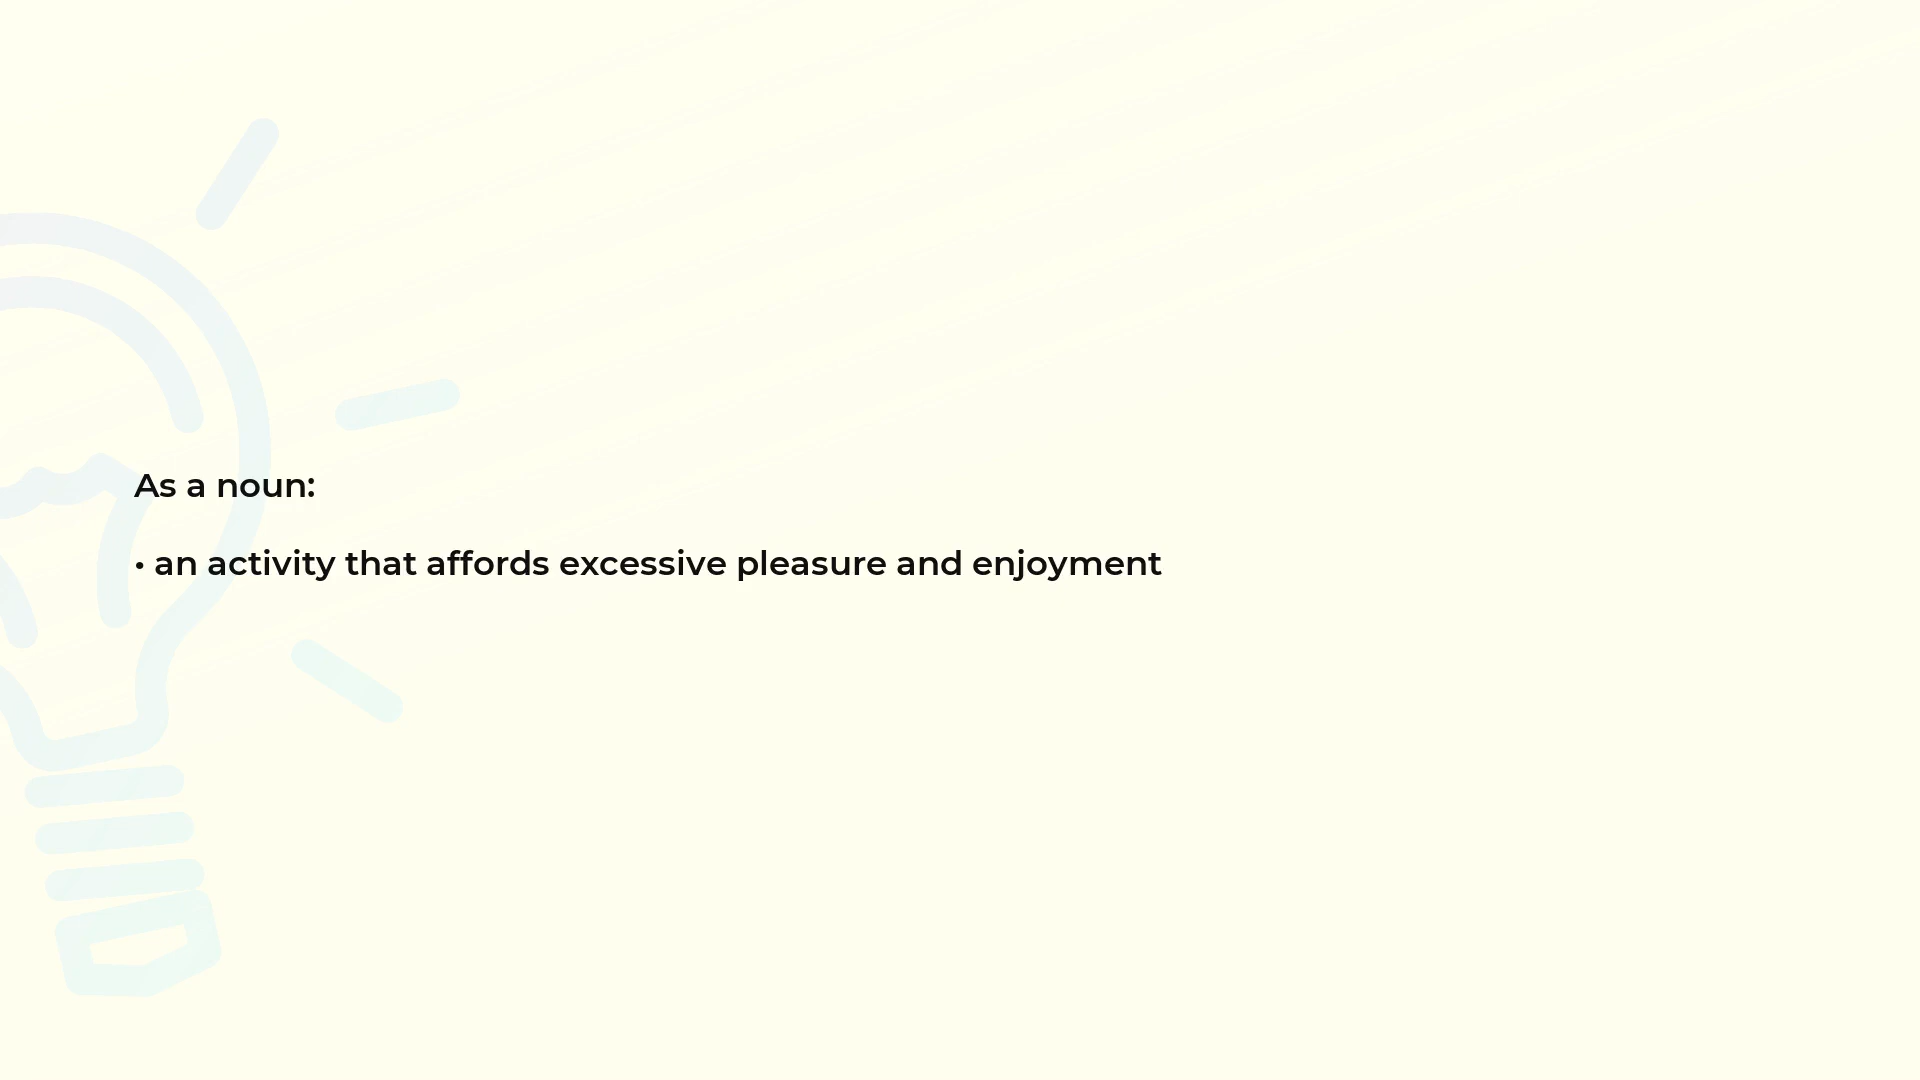 As a noun:
• an activity that affords excessive pleasure and enjoyment